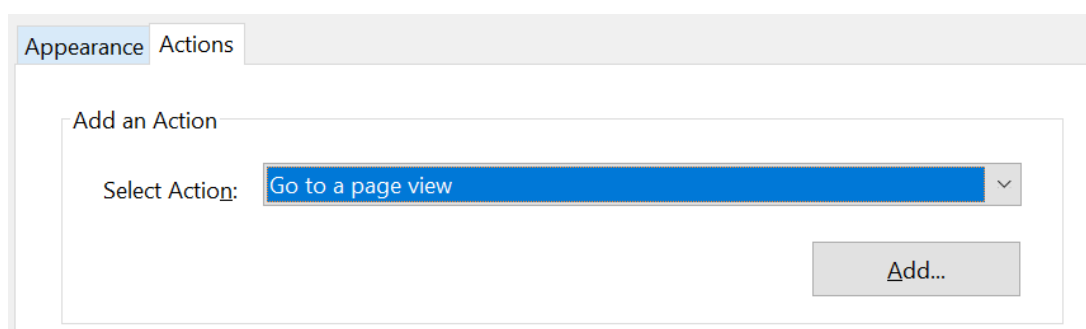 Appearance Actions
Add an Action
Select Action: Go to a page view
Add...